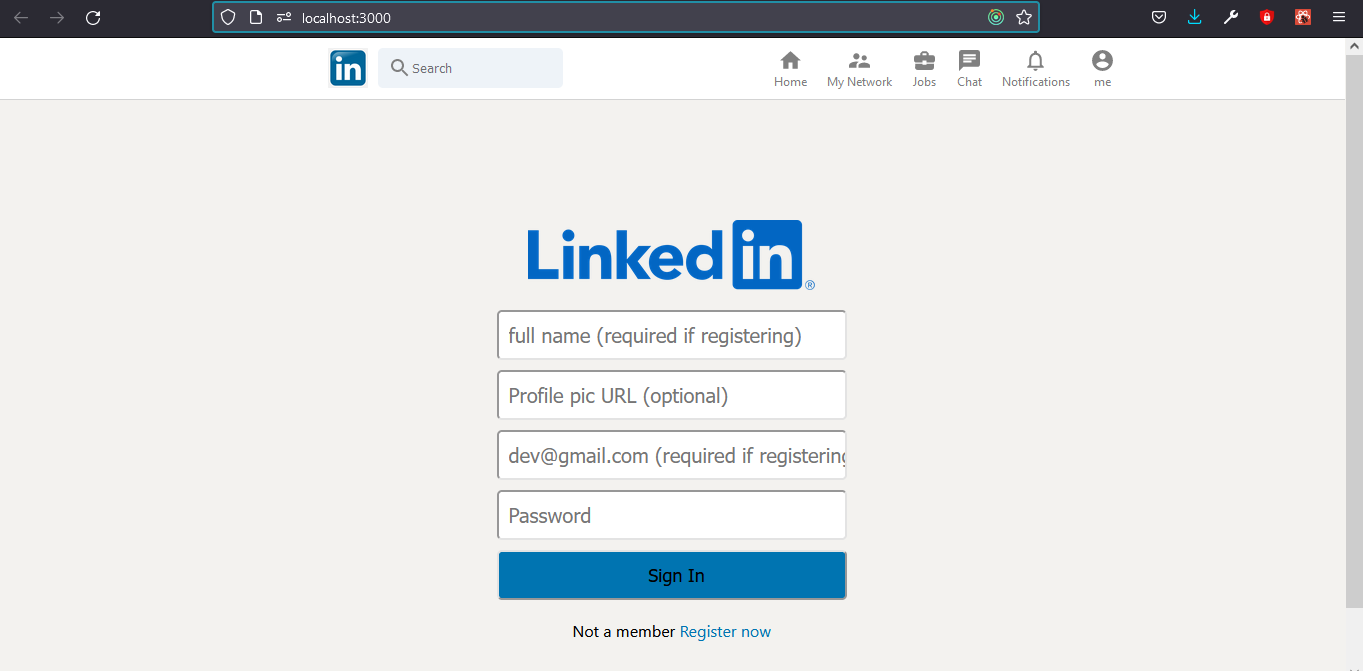 localhost:3000
in Search Home My Network Jobs Chat Notifications me
Linked in ®
full name (required if registering)
Profile pic URL (optional)
dev@gmail.com (required if registering
Password
Sign In
Not a member Register now